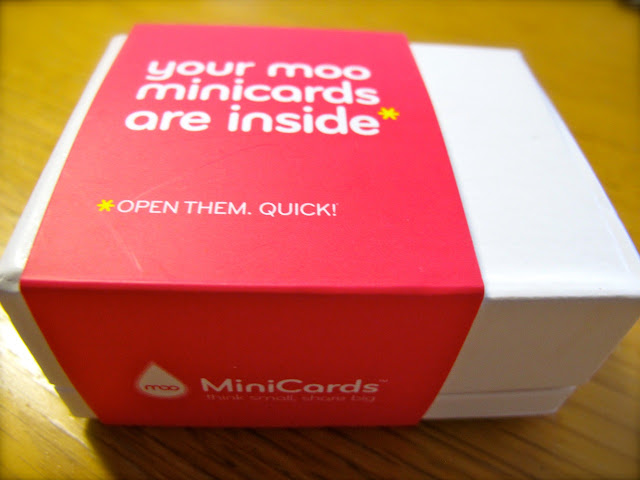 your moo
minicards
are inside*
*OPEN THEM. QUICK!
moo
MiniCards™
think small, share big